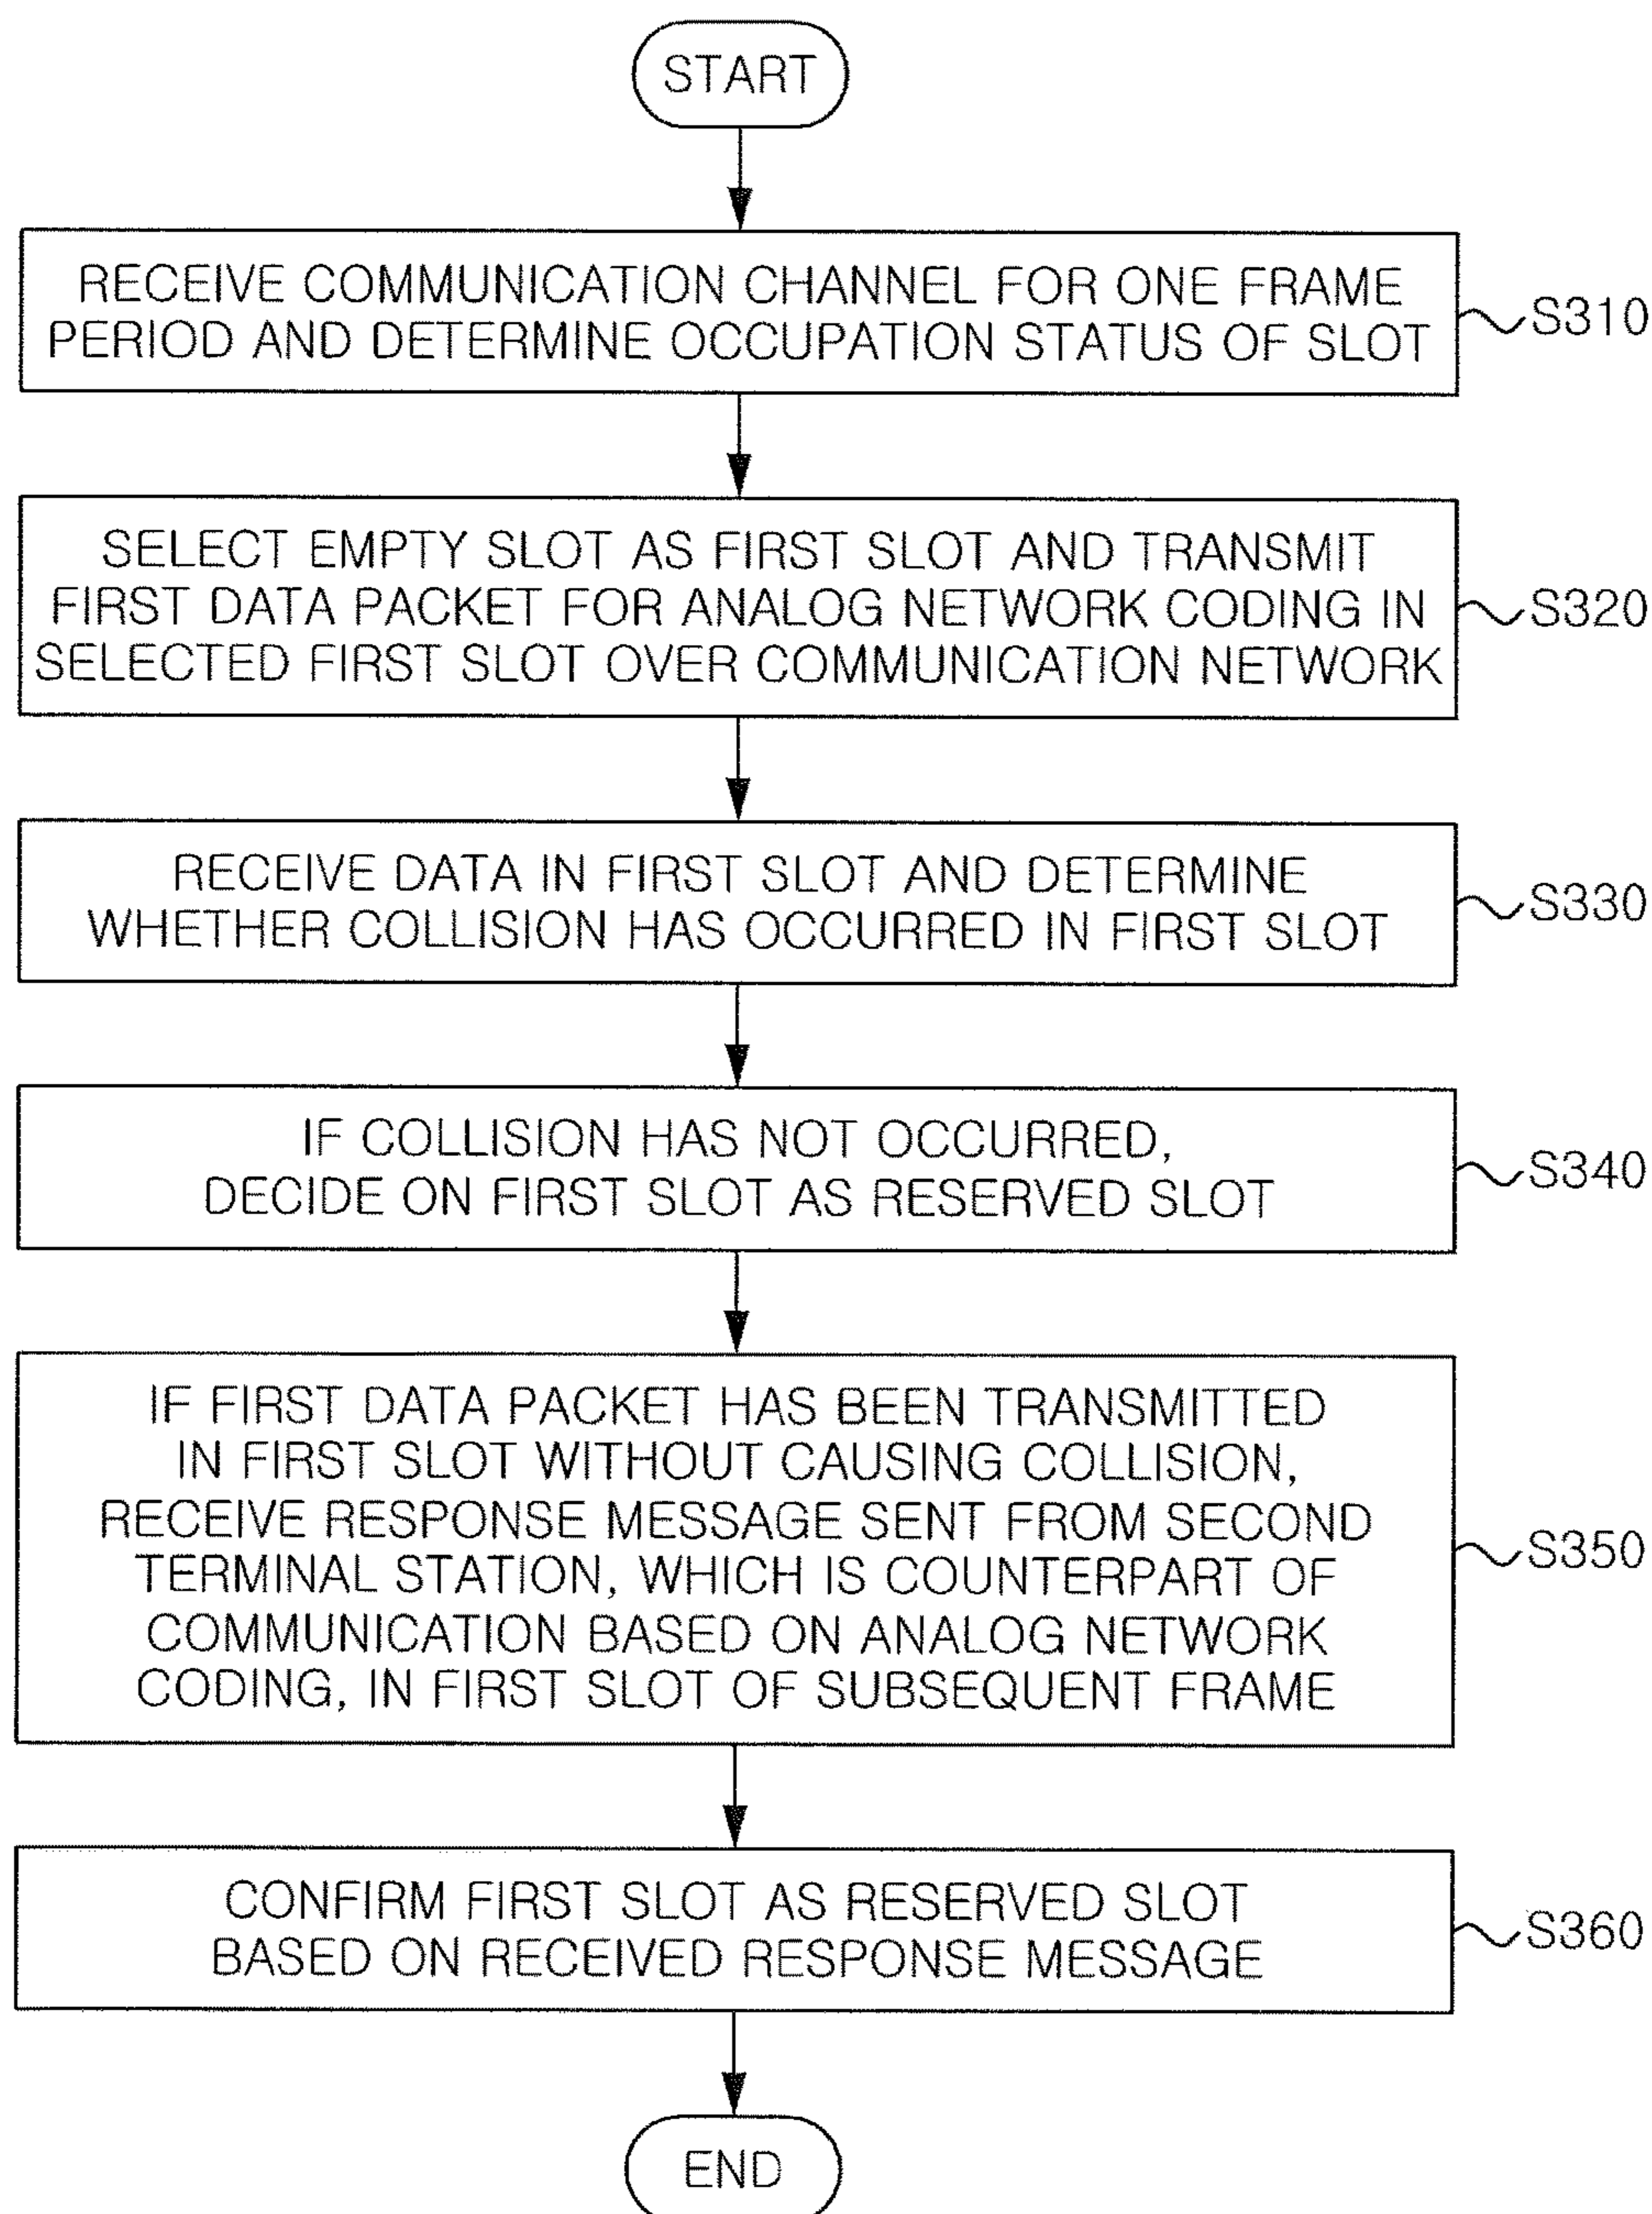 START
RECEIVE COMMUNICATION CHANNEL FOR ONE FRAME
PERIOD AND DETERMINE OCCUPATION STATUS OF SLOT
S310
SELECT EMPTY SLOT AS FIRST SLOT AND TRANSMIT
FIRST DATA PACKET FOR ANALOG NETWORK CODING IN
SELECTED FIRST SLOT OVER COMMUNICATION NETWORK
S320
RECEIVE DATA IN FIRST SLOT AND DETERMINE
WHETHER COLLISION HAS OCCURRED IN FIRST SLOT
S330
IF COLLISION HAS NOT OCCURRED,
DECIDE ON FIRST SLOT AS RESERVED SLOT
S340
IF FIRST DATA PACKET HAS BEEN TRANSMITTED
IN FIRST SLOT WITHOUT CAUSING COLLISION,
RECEIVE RESPONSE MESSAGE SENT FROM SECOND
TERMINAL STATION, WHICH IS COUNTERPART OF
COMMUNICATION BASED ON ANALOG NETWORK
CODING, IN FIRST SLOT OF SUBSEQUENT FRAME
S350
CONFIRM FIRST SLOT AS RESERVED SLOT
BASED ON RECEIVED RESPONSE MESSAGE
S360
END